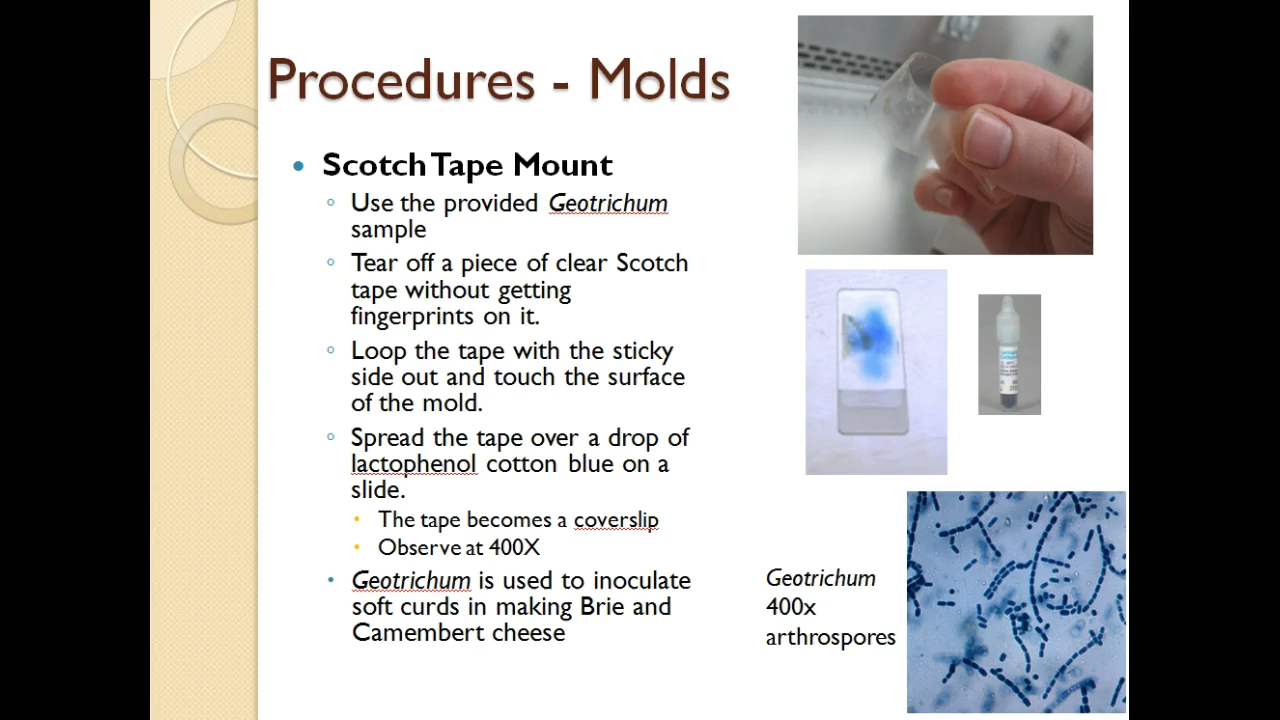 Procedures - Molds
• Scotch Tape Mount
◦ Use the provided Geotrichum
sample
◦ Tear off a piece of clear Scotch
tape without getting
fingerprints on it.
◦ Loop the tape with the sticky
side out and touch the surface
of the mold.
◦ Spread the tape over a drop of
lactophenol cotton blue on a
slide.
• The tape becomes a coverslip
• Observe at 400X
• Geotrichum is used to inoculate
soft curds in making Brie and
Camembert cheese
Geotrichum
400x
arthrospores